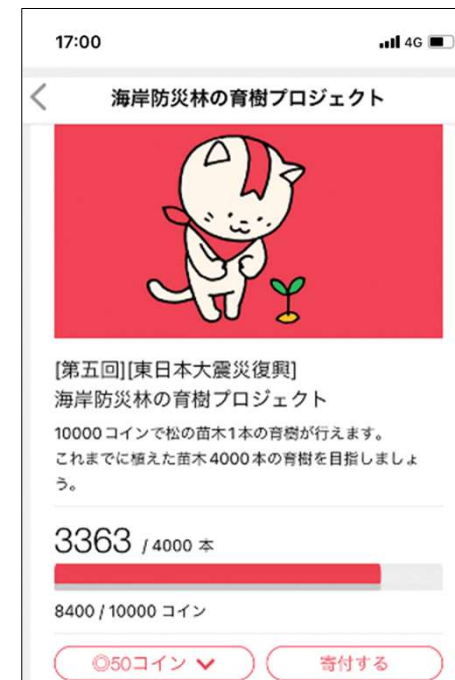 17:00
4G
海岸防災林の育樹プロジェクト
[第五回][東日本大震災復興]
海岸防災林の育樹プロジェクト
10000コインで松の苗木1本の育樹が行えます。
これまでに植えた苗木4000本の育樹を目指しましょ
う。
3363 / 4000 本
8400 / 10000 コイン
◎50コイン
寄付する